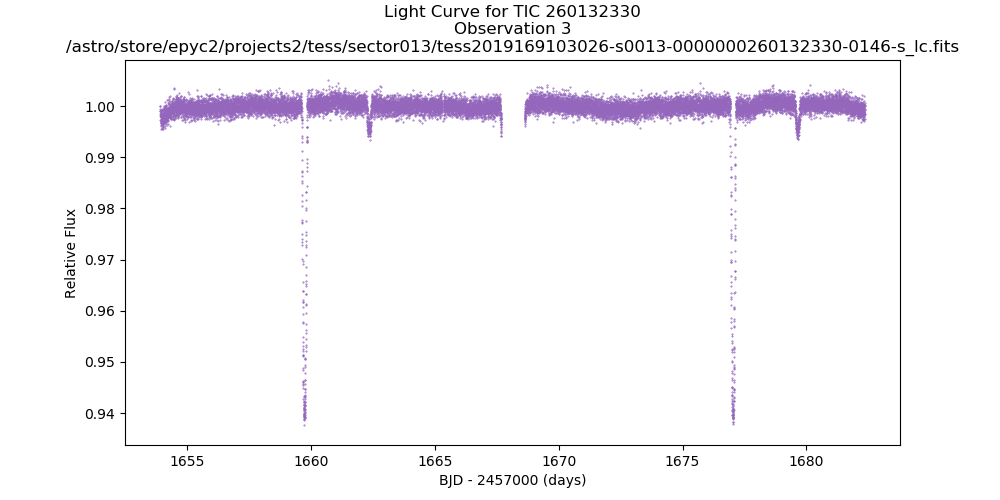 Light Curve for TIC 260132330
Observation 3
/astro/store/epyc2/projects2/tess/sector013/tess2019169103026-s0013-0000000260132330-0146-s_lc.fits
1.00
0.99
0.98
0.97
0.96
0.95
0.94
Relative Flux
1655 1660 1665 1670 1675 1680
BJD - 2457000 (days)